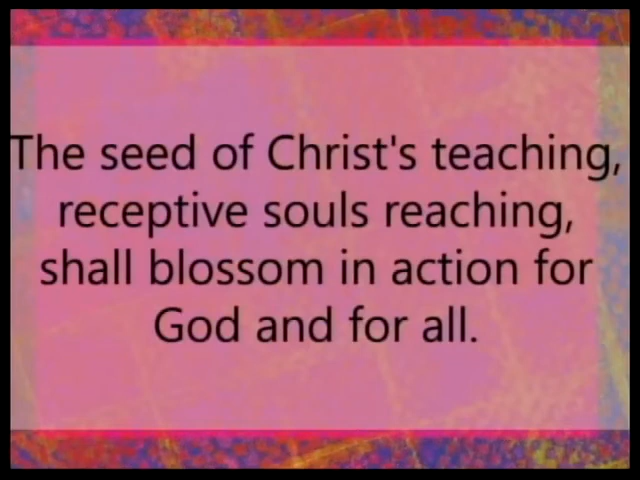 The seed of Christ's teaching,
receptive souls reaching,
shall blossom in action for
God and for all.